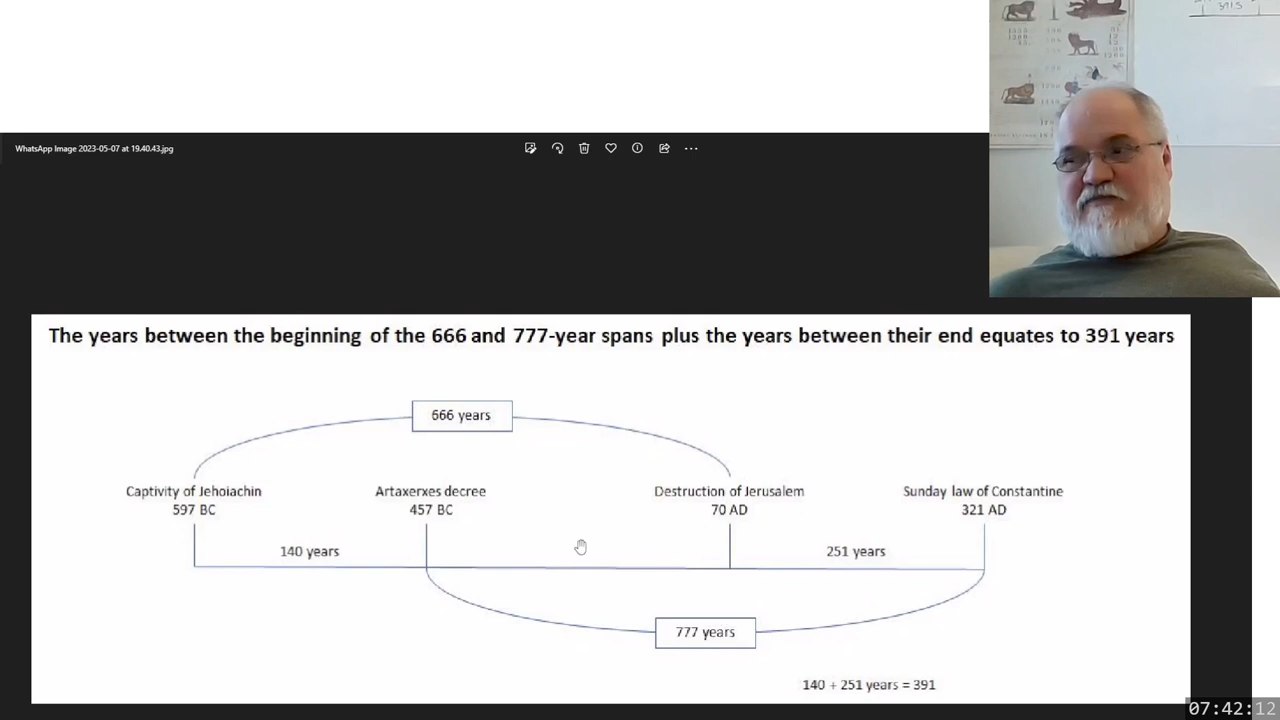 391.5
WhatsApp Image 2023-05-07 at 19.40.43.jpg
The years between the beginning of the 666 and 777-year spans plus the years between their end equates to 391 years
666 years
Captivity of Jehoiachin
597 BC
Artaxerxes decree
457 BC
Destruction of Jerusalem
70 AD
Sunday law of Constantine
321 AD
140 years
251 years
777 years
140 + 251 years = 391
07:42:12